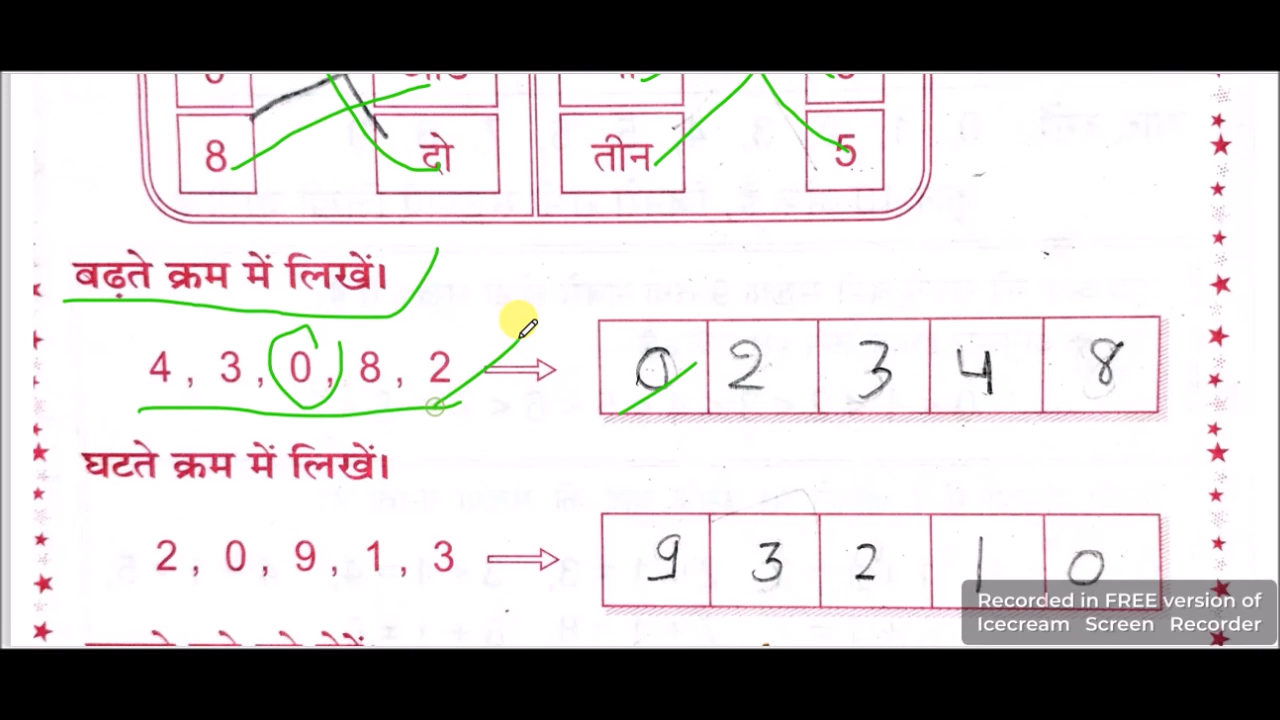 8 दो तीन 5
बढ़ते क्रम में लिखें।
4 , 3 , 0 , 8 , 2 ⇒ 0 2 3 4 8
घटते क्रम में लिखें।
2 , 0 , 9 , 1 , 3 ⇒ 9 3 2 1 0
Recorded in FREE version of
Icecream Screen Recorder